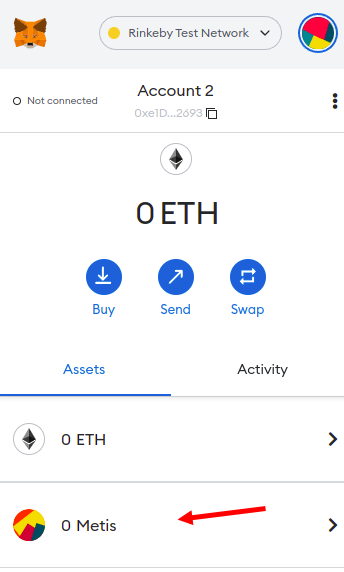 Rinkeby Test Network
Account 2
Not connected
0xe1D...2693
0 ETH
Buy
Send
Swap
Assets
Activity
0 ETH
0 Metis